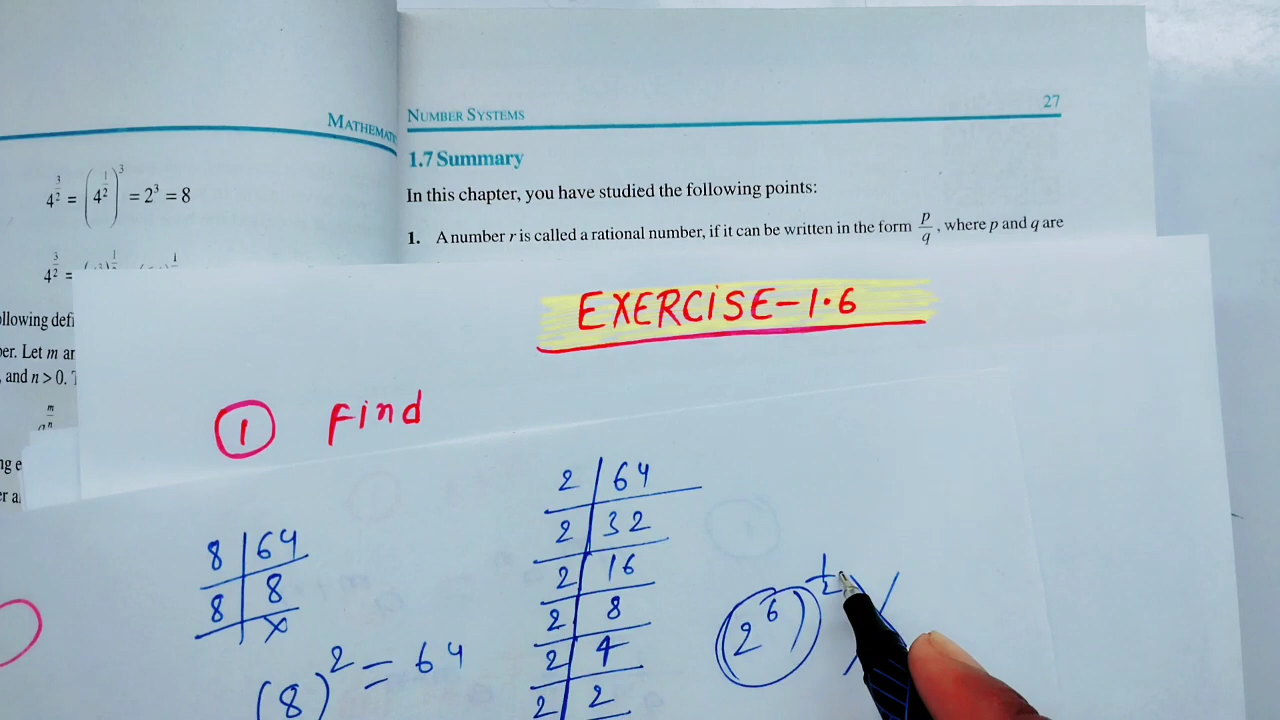 MATHEMAT
4^{3/2} = (4^{1/2})^3 = 2^3 = 8
4^{3/2} =
llowing defi
er. Let m ar
, and n > 0.
NUMBER SYSTEMS 27
1.7 Summary
In this chapter, you have studied the following points:
1. A number r is called a rational number, if it can be written in the form p/q, where p and q are
EXERCISE-1.6
① Find
8 | 64
8 | 8
x
(8)^2 = 64
2 | 64
2 | 32
2 | 16
2 | 8
2 | 4
2 | 2
(2^6)^{1/2}